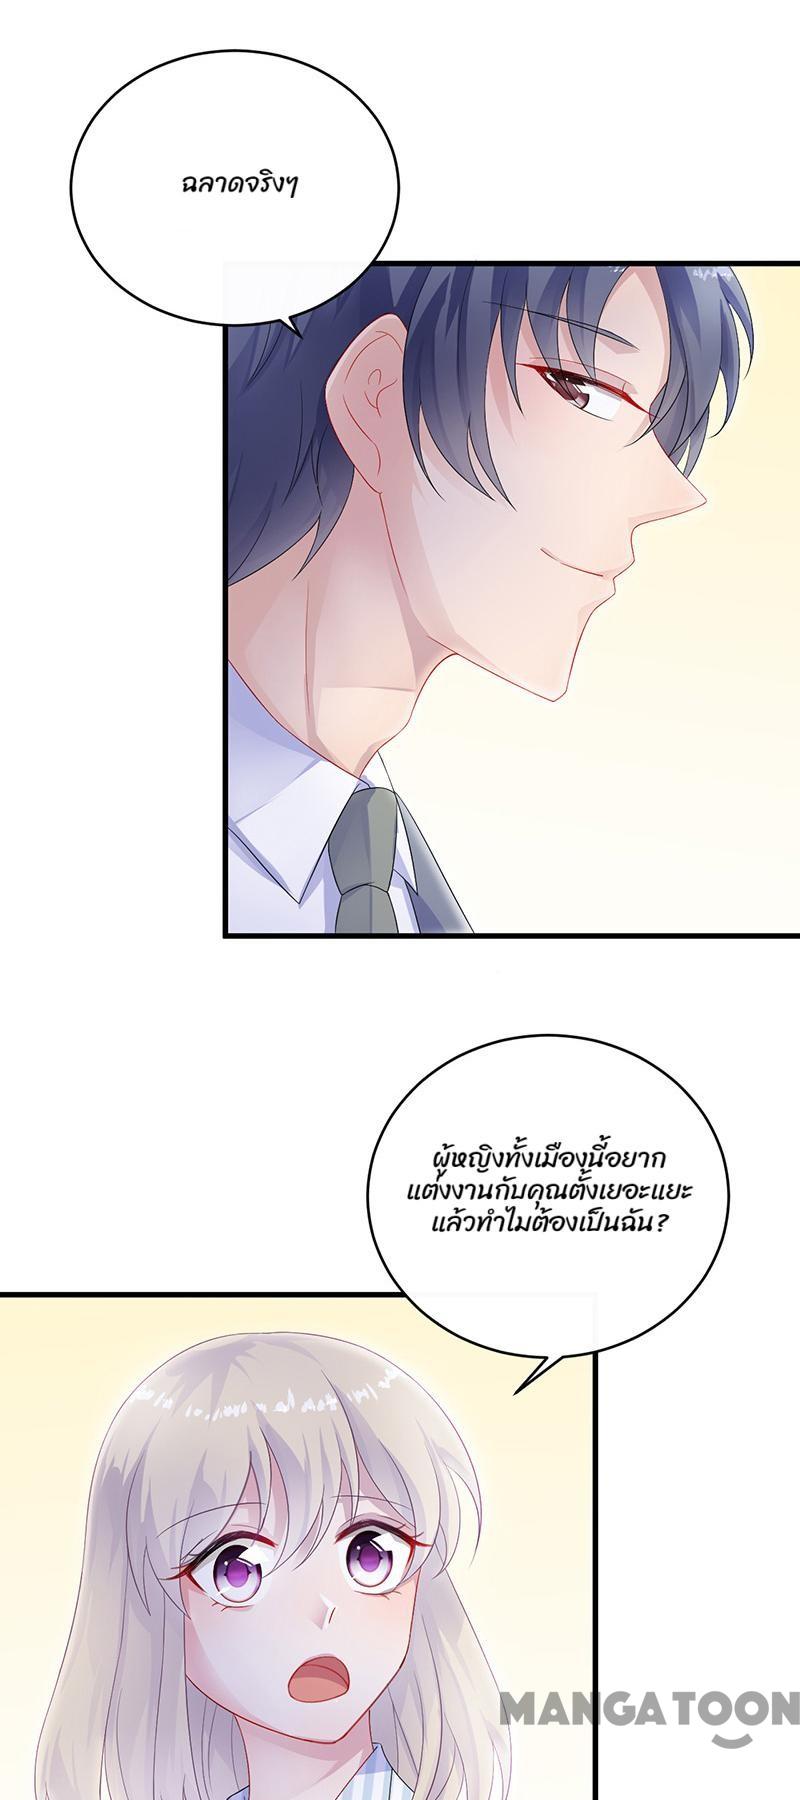 ฉลาดจริงๆ
ผู้หญิงทั้งเมืองนี้อยาก
แต่งงานกับคุณตั้งเยอะแยะ
แล้วทำไมต้องเป็นฉัน?
MANGATOON